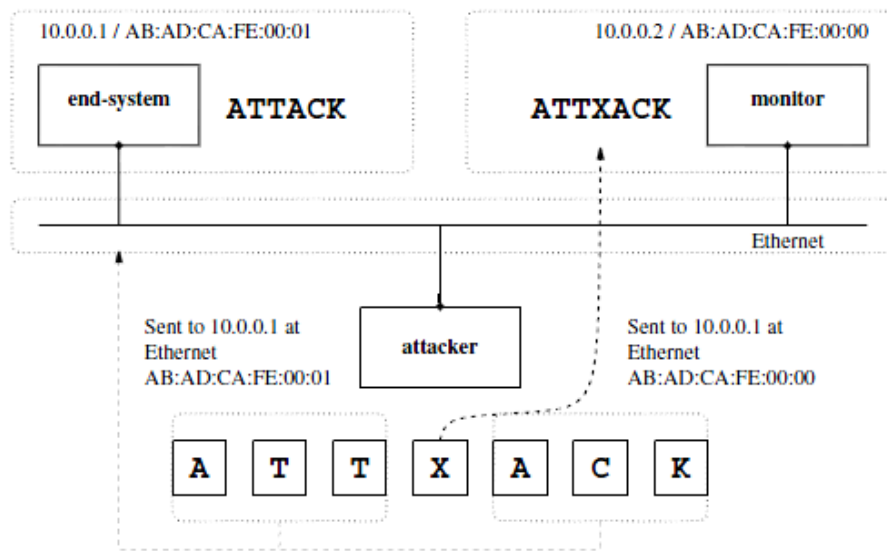 10.0.0.1 / AB:AD:CA:FE:00:01
10.0.0.2 / AB:AD:CA:FE:00:00
end-system
ATTACK
ATTXACK
monitor
Ethernet
Sent to 10.0.0.1 at
Ethernet
AB:AD:CA:FE:00:01
attacker
Sent to 10.0.0.1 at
Ethernet
AB:AD:CA:FE:00:00
A T T X A C K